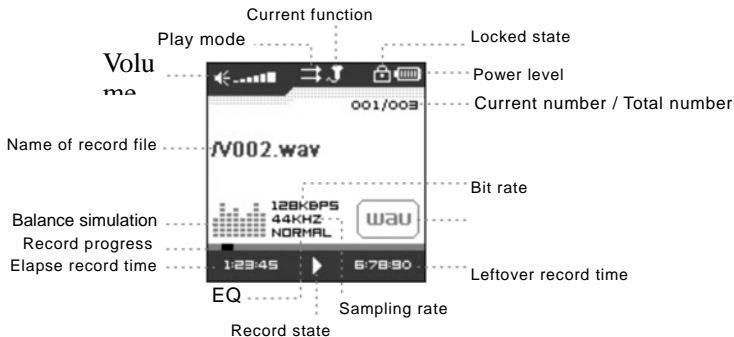 Current function
Play mode
Locked state
Volu
me
Power level
001/003
Current number / Total number
Name of record file
/V002.wav
Bit rate
128KBPS
Balance simulation
44KHZ
wav
NORMAL
Record progress
Elapse record time
1:23:45
6:78:90
Leftover record time
EQ
Sampling rate
Record state